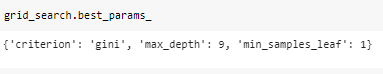 grid_search.best_params_
{'criterion': 'gini', 'max_depth': 9, 'min_samples_leaf': 1}